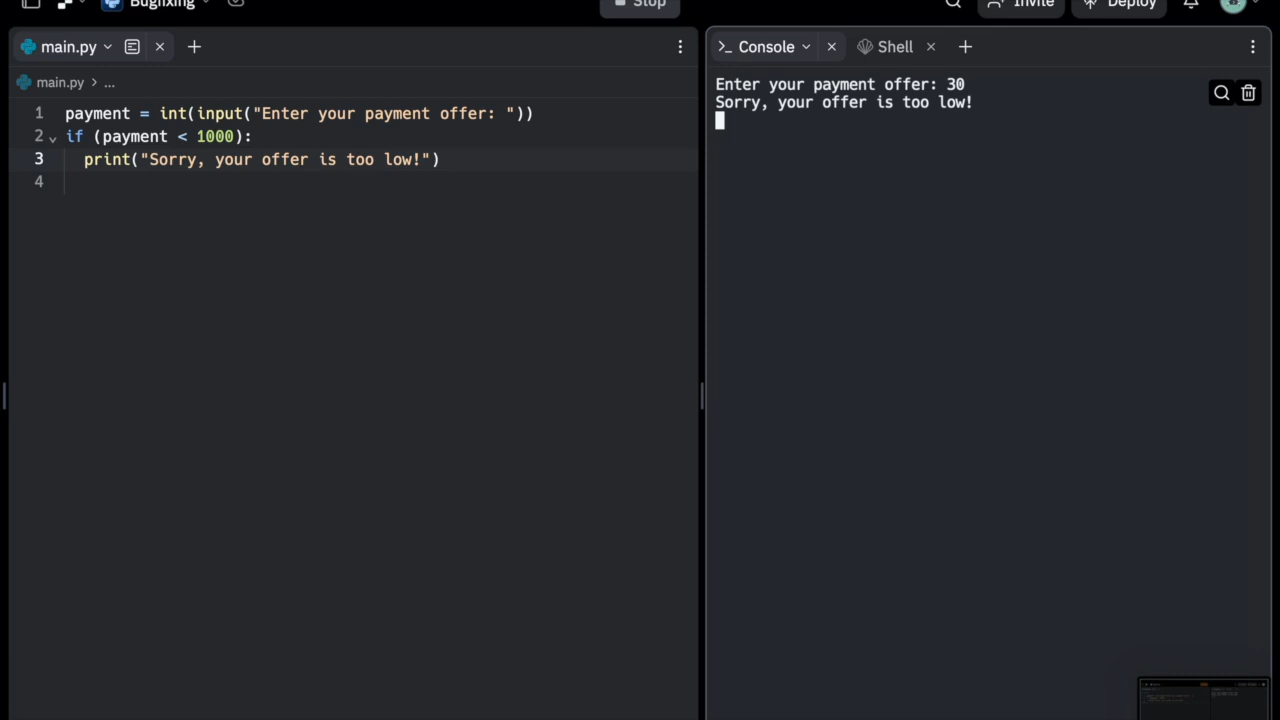 Bugfixing
Stop
Invite
Deploy
main.py
Console
Shell
main.py > ...
1 payment = int(input("Enter your payment offer: "))
2 if (payment < 1000):
3 print("Sorry, your offer is too low!")
4
Enter your payment offer: 30
Sorry, your offer is too low!